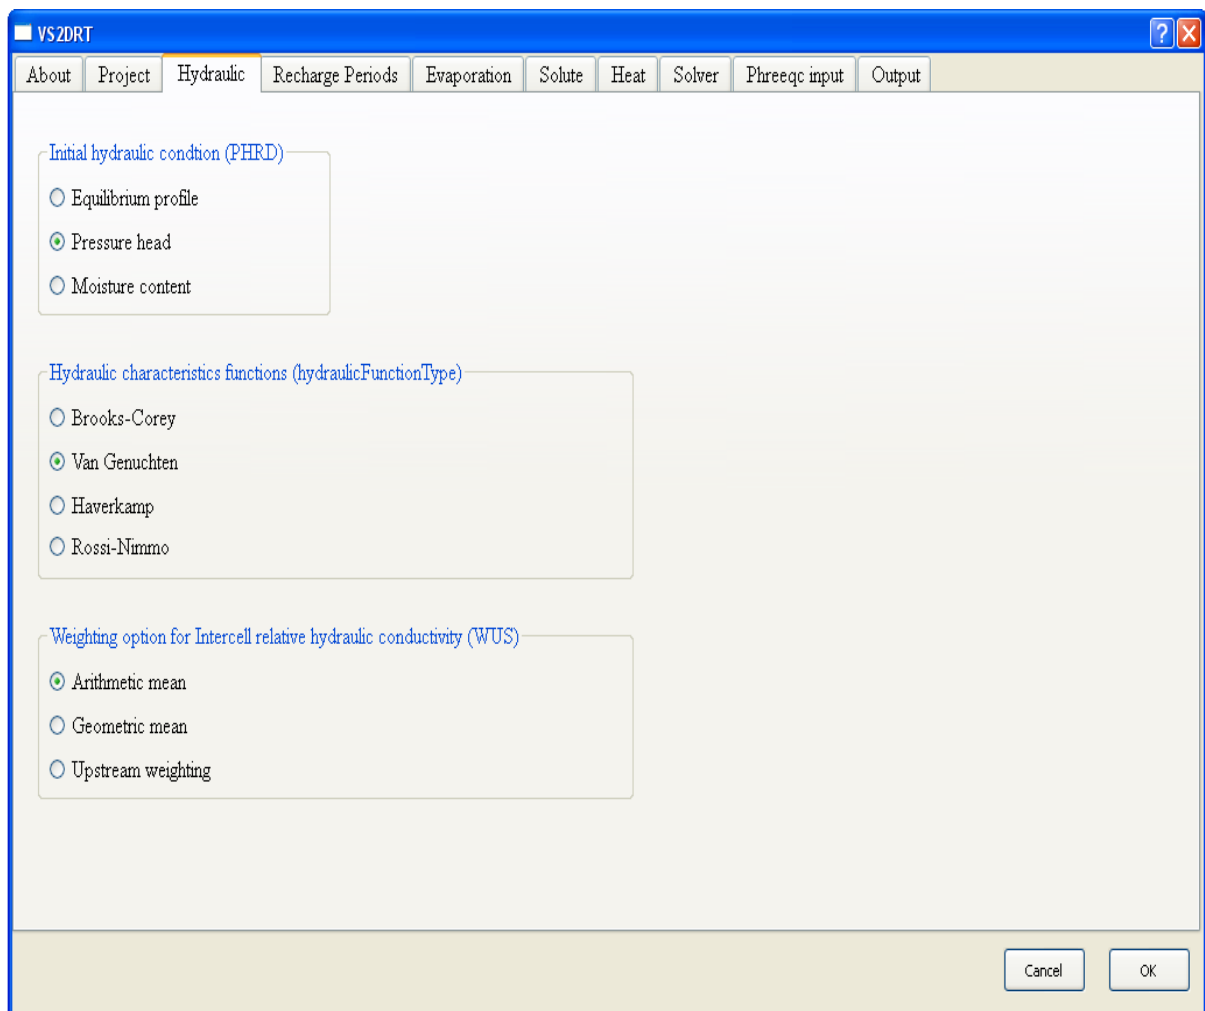 VS2DRT
About Project Hydraulic Recharge Periods Evaporation Solute Heat Solver Phreeqc input Output
Initial hydraulic condtion (PHRD)
Equilibrium profile
Pressure head
Moisture content
Hydraulic characteristics functions (hydraulicFunctionType)
Brooks-Corey
Van Genuchten
Haverkamp
Rossi-Nimmo
Weighting option for Intercell relative hydraulic conductivity (WUS)
Arithmetic mean
Geometric mean
Upstream weighting
Cancel OK